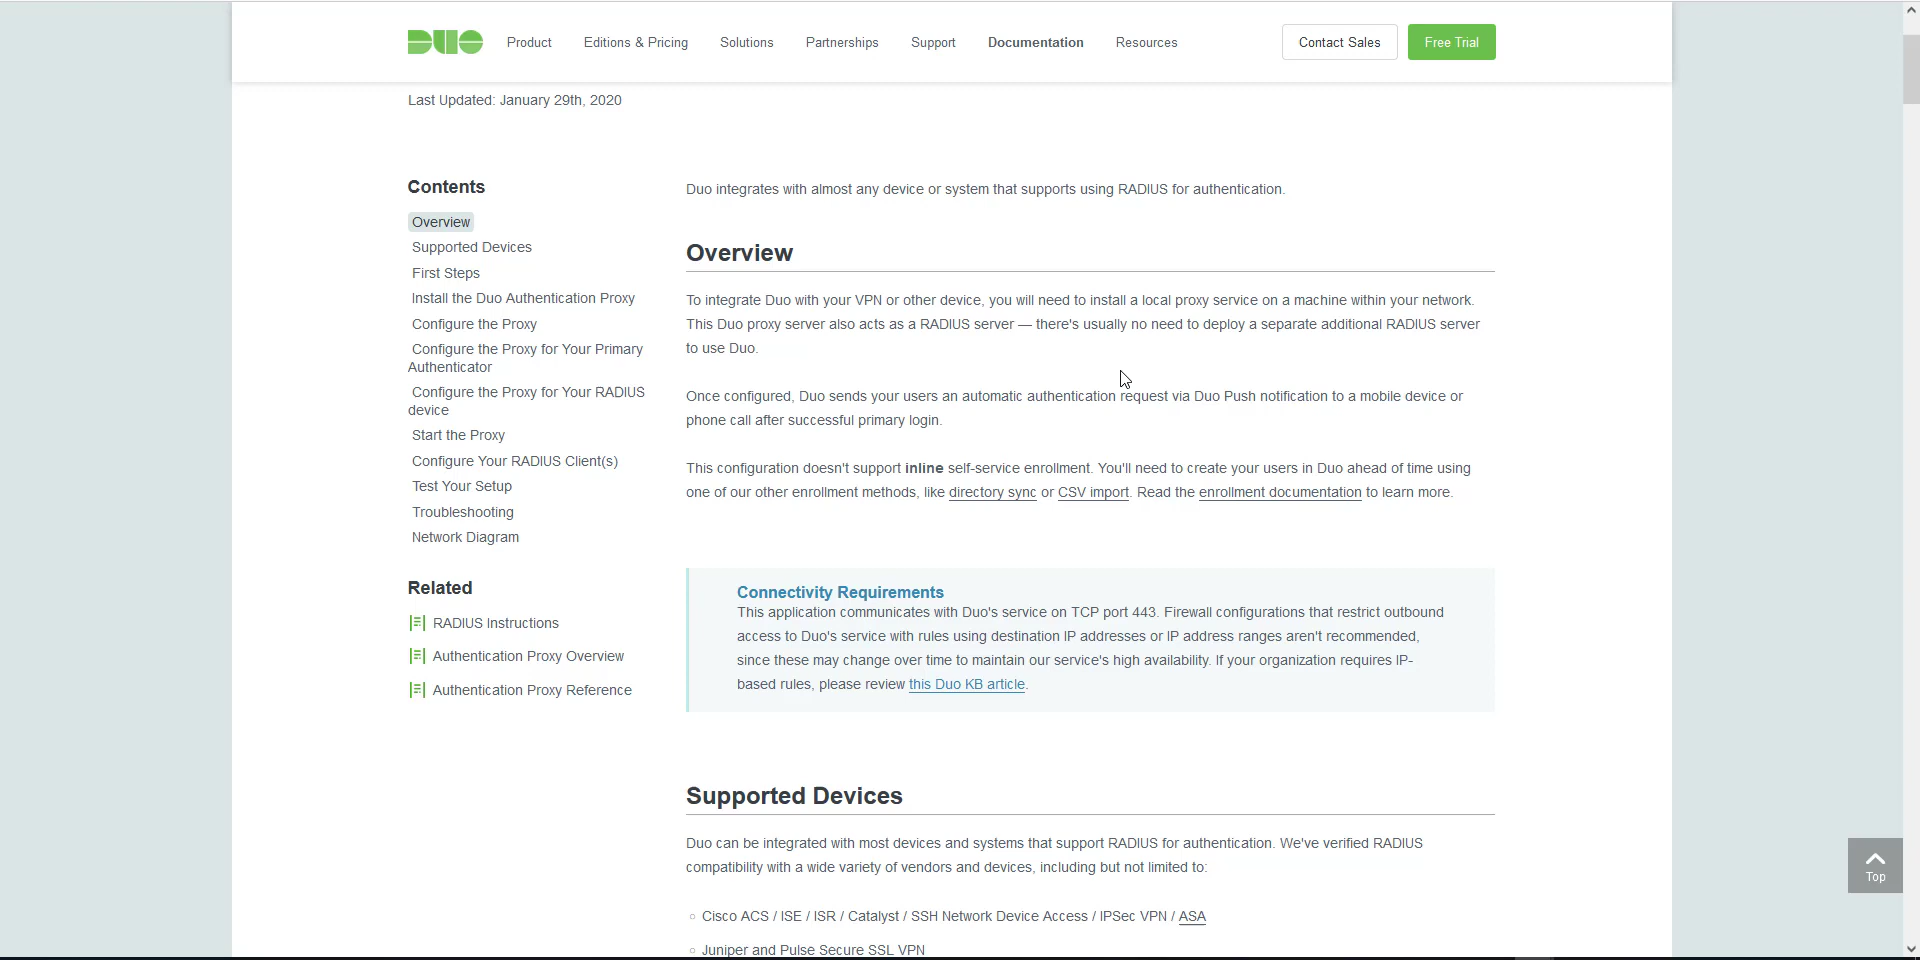 DUO Product Editions & Pricing Solutions Partnerships Support Documentation Resources Contact Sales Free Trial
Last Updated: January 29th, 2020
Contents
Overview
Supported Devices
First Steps
Install the Duo Authentication Proxy
Configure the Proxy
Configure the Proxy for Your Primary
Authenticator
Configure the Proxy for Your RADIUS
device
Start the Proxy
Configure Your RADIUS Client(s)
Test Your Setup
Troubleshooting
Network Diagram
Related
RADIUS Instructions
Authentication Proxy Overview
Authentication Proxy Reference
Duo integrates with almost any device or system that supports using RADIUS for authentication.
Overview
To integrate Duo with your VPN or other device, you will need to install a local proxy service on a machine within your network.
This Duo proxy server also acts as a RADIUS server — there's usually no need to deploy a separate additional RADIUS server
to use Duo.
Once configured, Duo sends your users an automatic authentication request via Duo Push notification to a mobile device or
phone call after successful primary login.
This configuration doesn't support inline self-service enrollment. You'll need to create your users in Duo ahead of time using
one of our other enrollment methods, like directory sync or CSV import. Read the enrollment documentation to learn more.
Connectivity Requirements
This application communicates with Duo's service on TCP port 443. Firewall configurations that restrict outbound
access to Duo's service with rules using destination IP addresses or IP address ranges aren't recommended,
since these may change over time to maintain our service's high availability. If your organization requires IP-
based rules, please review this Duo KB article.
Supported Devices
Duo can be integrated with most devices and systems that support RADIUS for authentication. We've verified RADIUS
compatibility with a wide variety of vendors and devices, including but not limited to:
Cisco ACS / ISE / ISR / Catalyst / SSH Network Device Access / IPSec VPN / ASA
Juniper and Pulse Secure SSL VPN
Top